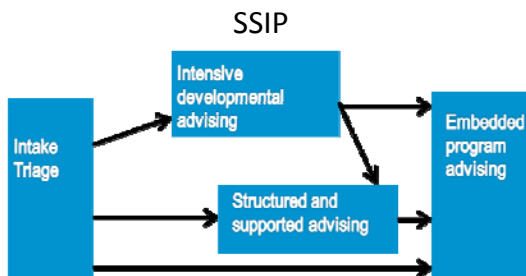 SSIP
Intensive
developmental
advising
Intake
Triage
Structured and
supported advising
Embedded
program
advising